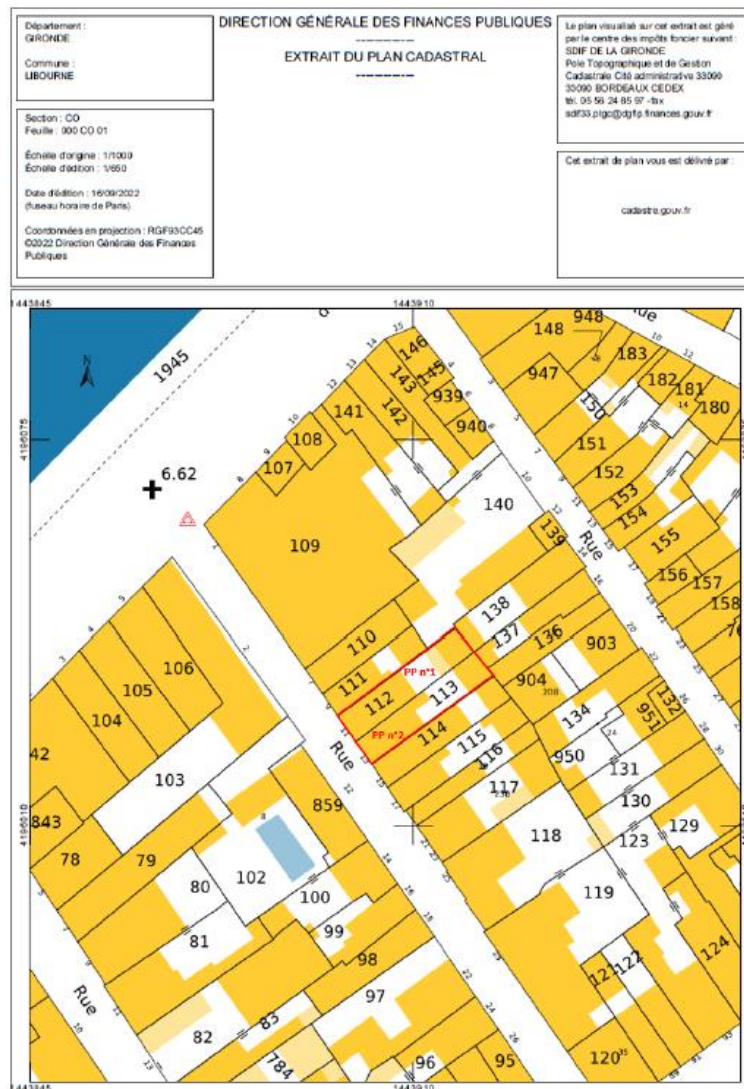 Département :
GIRONDE
Commune :
LIBOURNE
Section : CO
Feuille : 000 CO 01
Échelle d'origine : 1/1000
Échelle d'édition : 1/650
Date d'édition : 16/09/2022
(fuseau horaire de Paris)
Coordonnées en projection : RGF93CC45
©2022 Direction Générale des Finances
Publiques
DIRECTION GÉNÉRALE DES FINANCES PUBLIQUES
EXTRAIT DU PLAN CADASTRAL
Le plan visualisé sur cet extrait est géré
par le centre des impôts foncier suivant :
SDIF DE LA GIRONDE
Pole Topographique et de Gestion
Cadastrale Cité administrative 33090
33090 BORDEAUX CEDEX
tél. 05 56 24 85 97 -fax
sdif33.ptgc@dgfip.finances.gouv.fr
Cet extrait de plan vous est délivré par :
cadastre.gouv.fr
1443845
1443910
N
1945
6.62
4196075
Rue
948
148
183
947
182
181
180
150
151
152
153
154
155
156
157
158
15
146
145
143
939
940
142
141
108
107
109
140
139
Rue
138
137
136
903
904
208
110
111
112
113
114
115
116
117
PP n°1
PP n°2
134
132
951
950
131
130
129
123
118
119
121
122
124
120
106
105
104
103
42
843
78
79
80
81
82
83
784
102
859
100
99
98
97
96
95
Rue
Rue
4196010
1443845
1443910